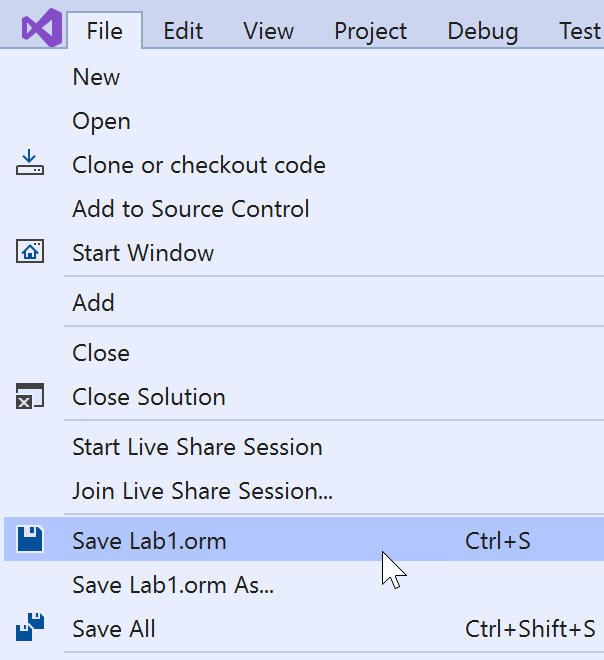 File Edit View Project Debug Test
New
Open
Clone or checkout code
Add to Source Control
Start Window
Add
Close
Close Solution
Start Live Share Session
Join Live Share Session...
Save Lab1.orm Ctrl+S
Save Lab1.orm As...
Save All Ctrl+Shift+S